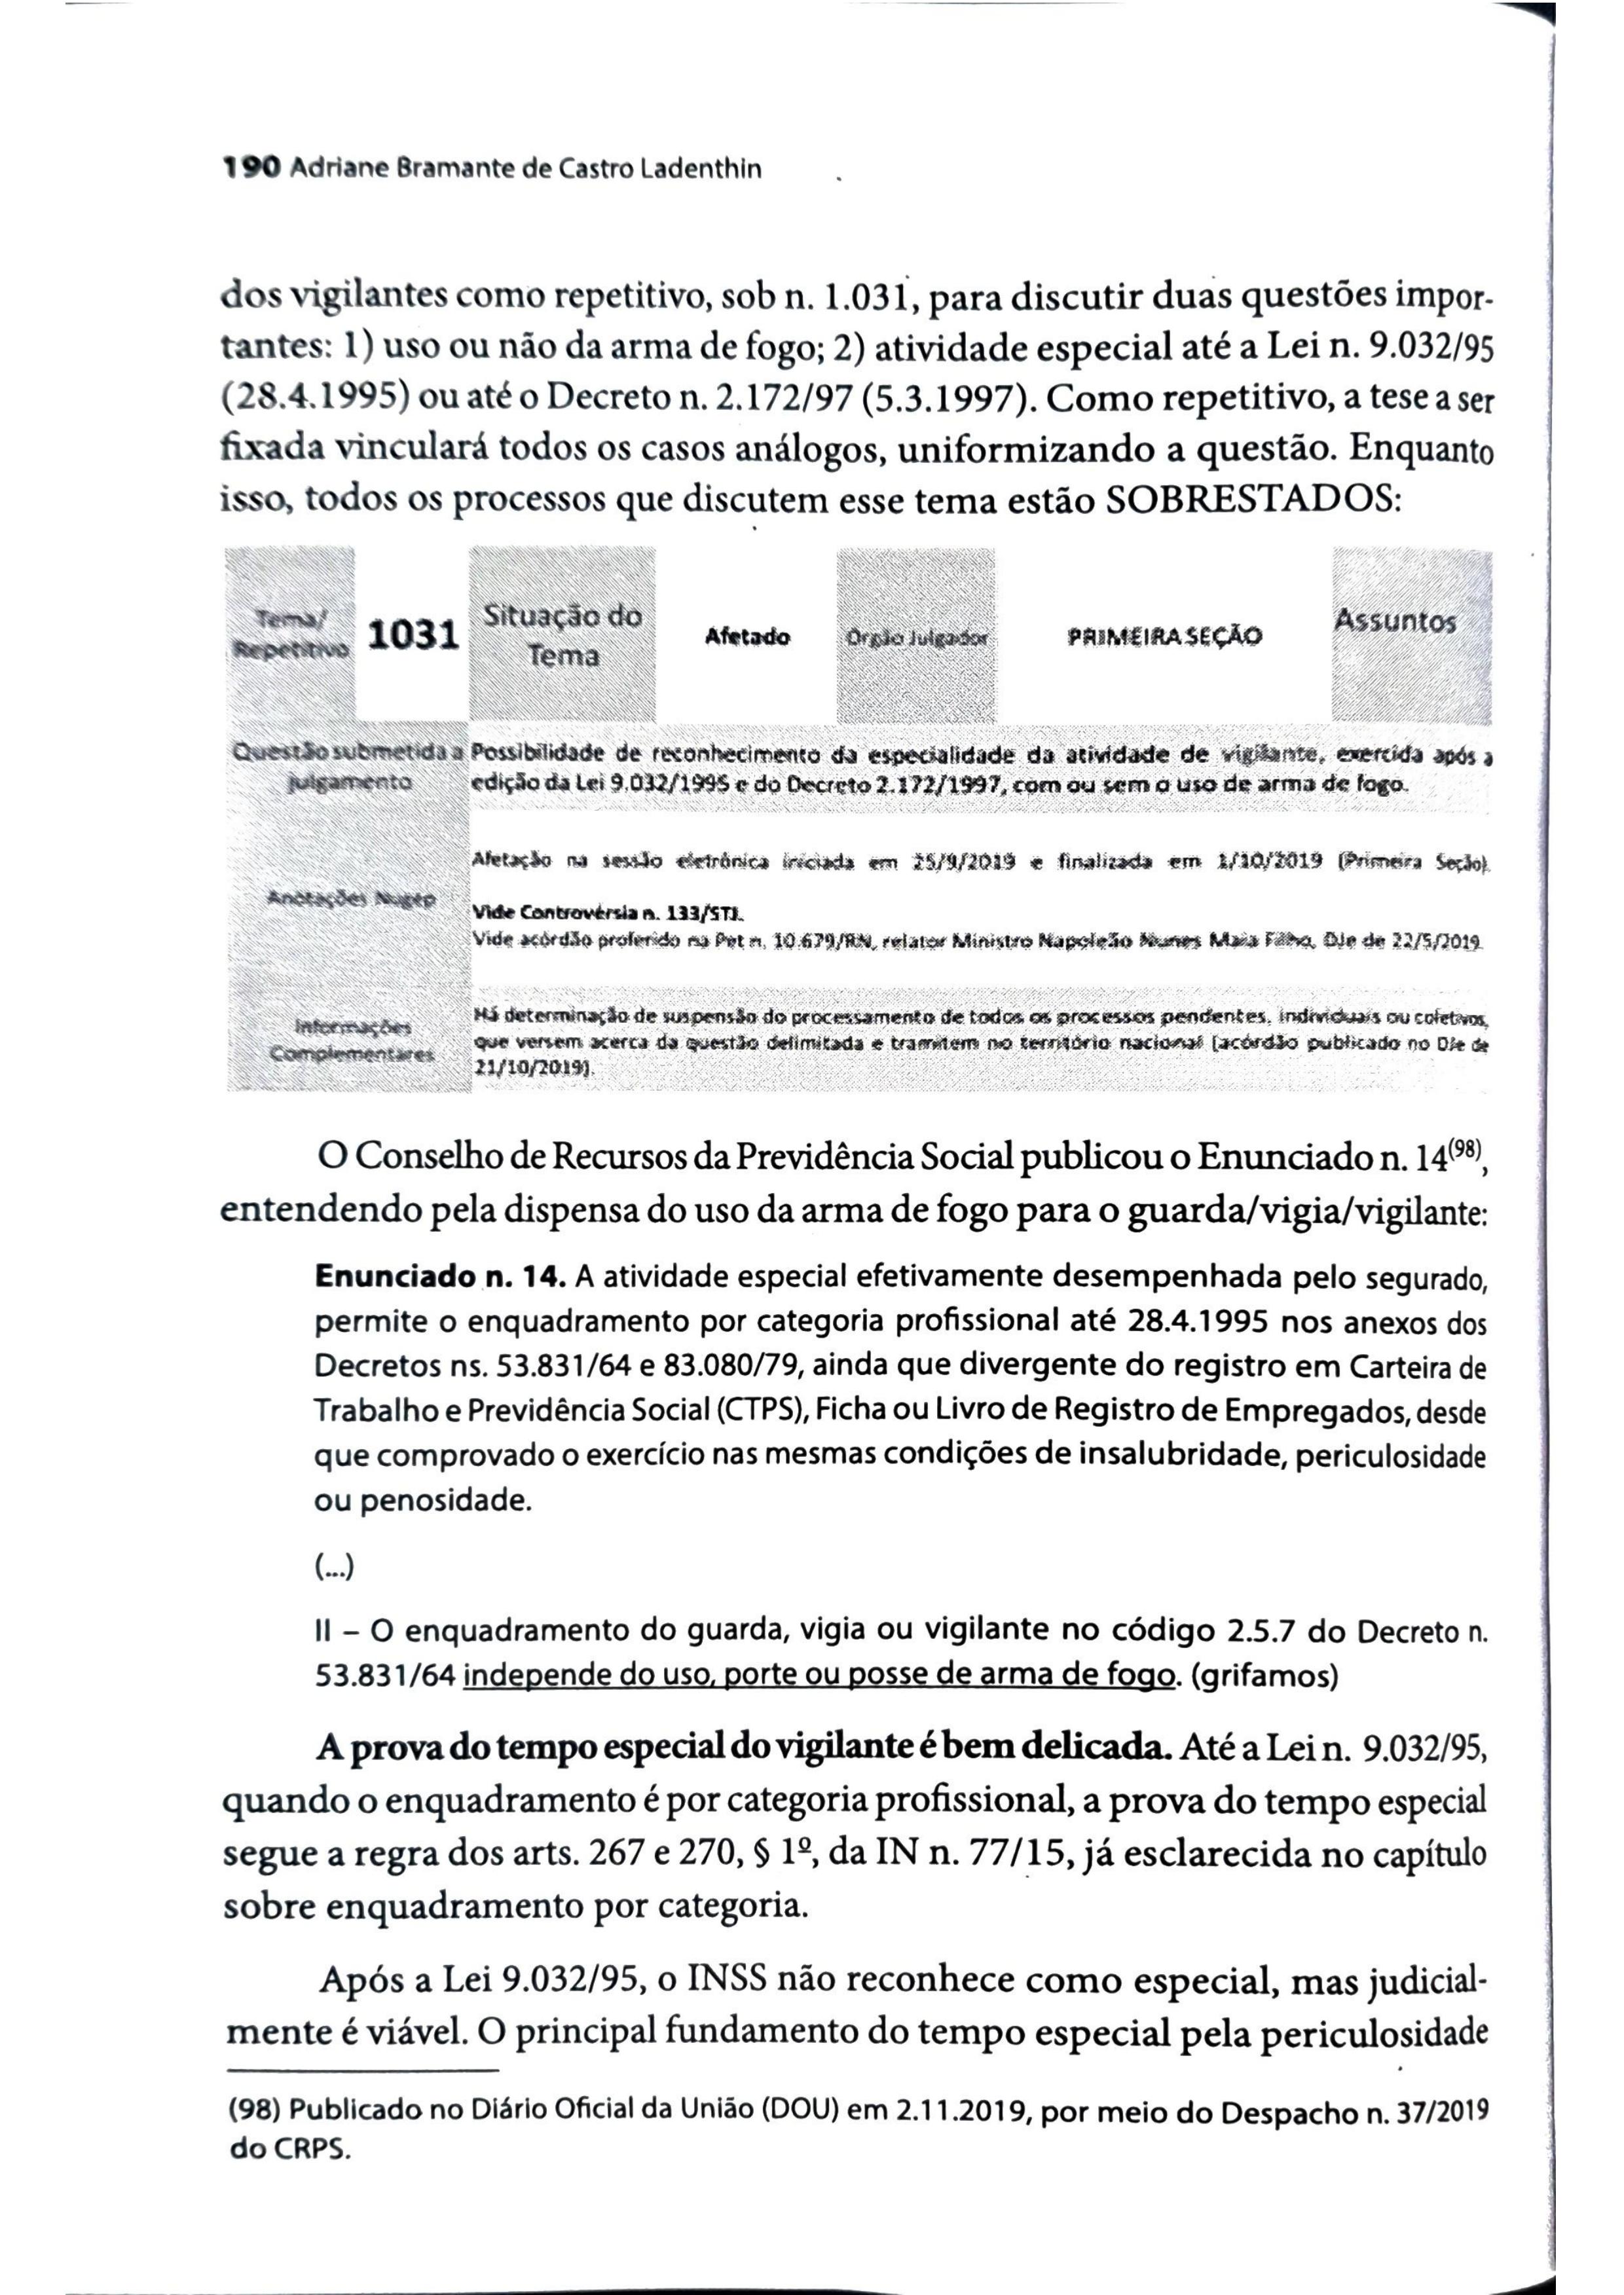 190 Adriane Bramante de Castro Ladenthin
dos vigilantes como repetitivo, sob n. 1.031, para discutir duas questões impor-
tantes: 1) uso ou não da arma de fogo; 2) atividade especial até a Lei n. 9.032/95
(28.4.1995) ou até o Decreto n. 2.172/97 (5.3.1997). Como repetitivo, a tese a ser
fixada vinculará todos os casos análogos, uniformizando a questão. Enquanto
isso, todos os processos que discutem esse tema estão SOBRESTADOS:
Tema/
Repetitivo
1031
Situação do
Tema
Afetado
Orgão Julgador
PRIMEIRA SEÇÃO
Assuntos
Questão submetida a
julgamento
Possibilidade de reconhecimento da especialidade da atividade de vigilante, exercida após a
edição da Lei 9.032/1995 e do Decreto 2.172/1997, com ou sem o uso de arma de fogo.
Anotações Nugep
Afetação na sessão eletrônica iniciada em 25/9/2019 e finalizada em 1/10/2019 (Primeira Seção).
Vide Controvérsia n. 133/STJ.
Vide acórdão proferido na Pet n. 10.679/RN, relator Ministro Napoleão Nunes Maia Filho, DJe de 22/5/2019.
Informações
Complementares
Há determinação de suspensão do processamento de todos os processos pendentes, individuais ou coletivos,
que versem acerca da questão delimitada e tramitem no território nacional (acórdão publicado no DJe de
21/10/2019).
O Conselho de Recursos da Previdência Social publicou o Enunciado n. 14(98),
entendendo pela dispensa do uso da arma de fogo para o guarda/vigia/vigilante:
Enunciado n. 14. A atividade especial efetivamente desempenhada pelo segurado,
permite o enquadramento por categoria profissional até 28.4.1995 nos anexos dos
Decretos ns. 53.831/64 e 83.080/79, ainda que divergente do registro em Carteira de
Trabalho e Previdência Social (CTPS), Ficha ou Livro de Registro de Empregados, desde
que comprovado o exercício nas mesmas condições de insalubridade, periculosidade
ou penosidade.
(...)
II – O enquadramento do guarda, vigia ou vigilante no código 2.5.7 do Decreto n.
53.831/64 independe do uso, porte ou posse de arma de fogo. (grifamos)
A prova do tempo especial do vigilante é bem delicada. Até a Lei n. 9.032/95,
quando o enquadramento é por categoria profissional, a prova do tempo especial
segue a regra dos arts. 267 e 270, § 1º, da IN n. 77/15, já esclarecida no capítulo
sobre enquadramento por categoria.
Após a Lei 9.032/95, o INSS não reconhece como especial, mas judicial-
mente é viável. O principal fundamento do tempo especial pela periculosidade
(98) Publicado no Diário Oficial da União (DOU) em 2.11.2019, por meio do Despacho n. 37/2019
do CRPS.